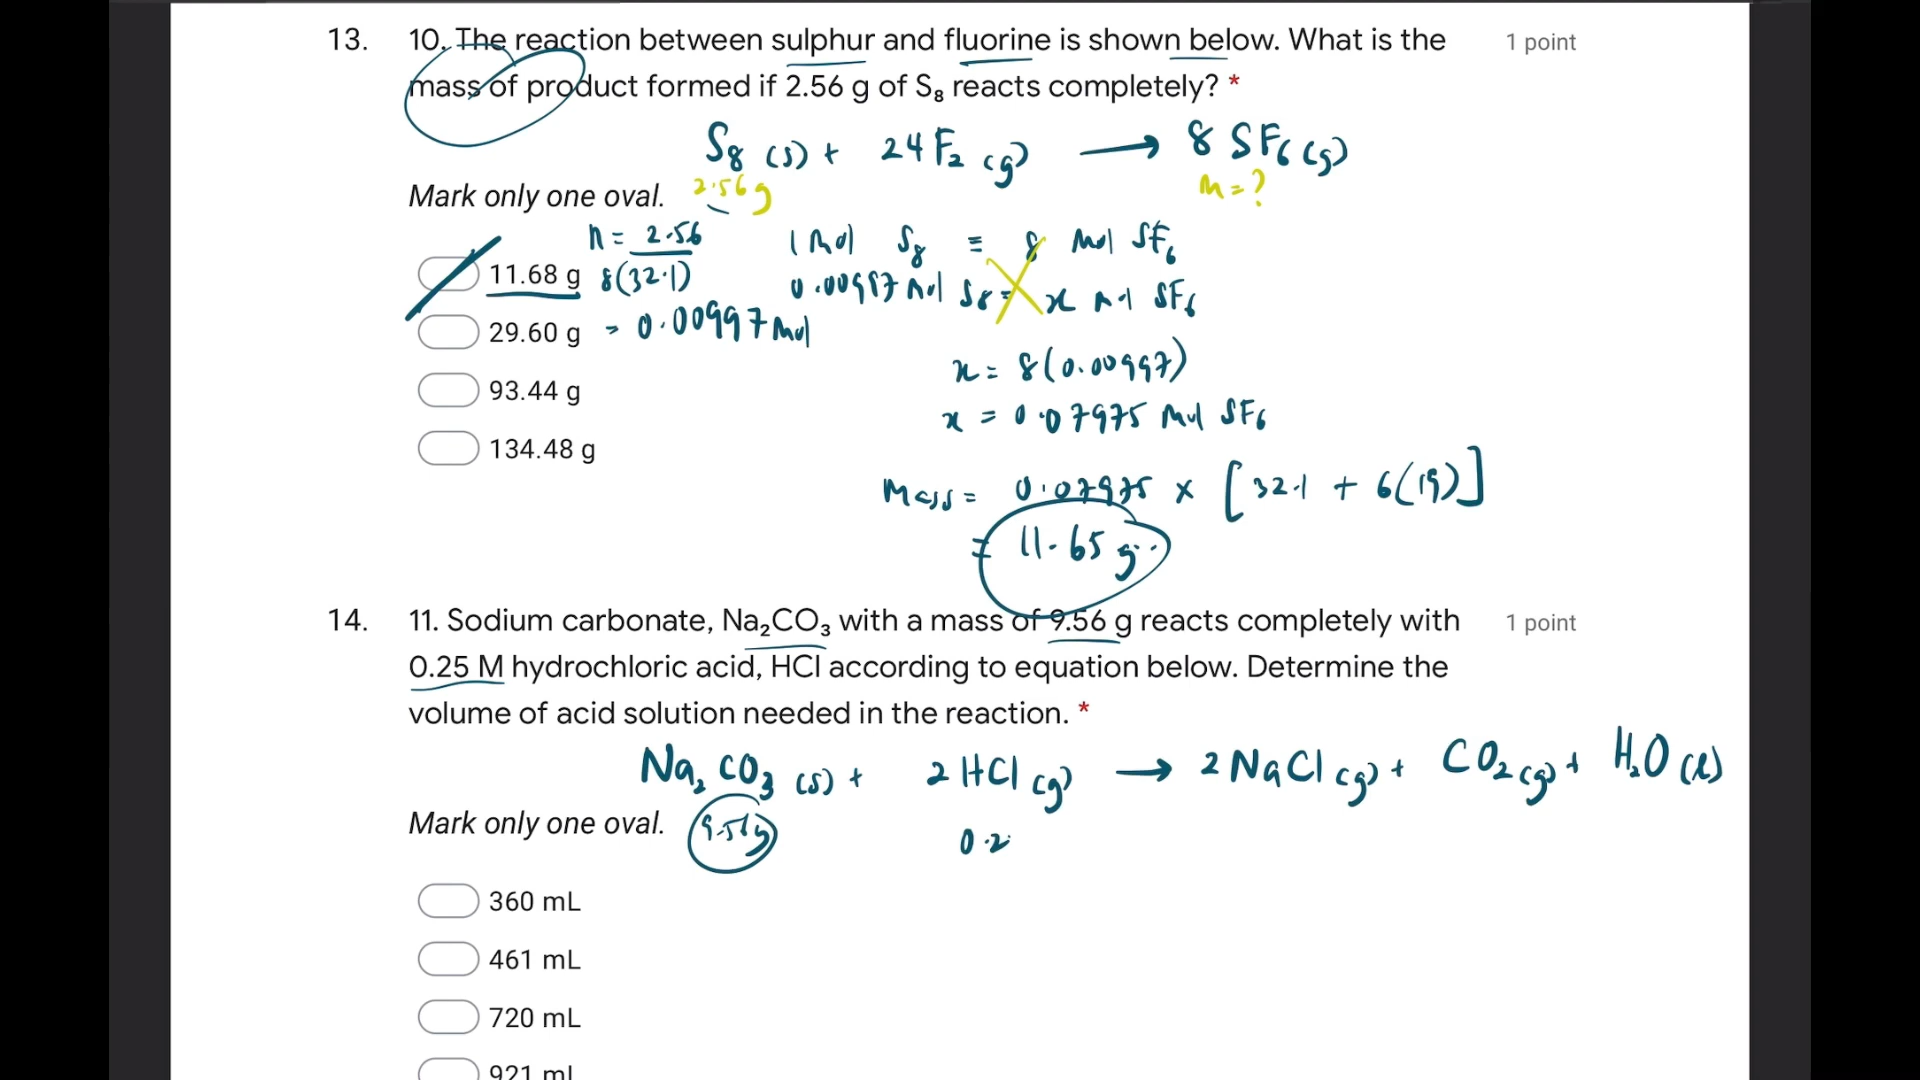 13. 10. The reaction between sulphur and fluorine is shown below. What is the 1 point
mass of product formed if 2.56 g of S₈ reacts completely? *
S₈ (s) + 24 F₂ (g) → 8 SF₆ (g)
2.56 g m = ?
Mark only one oval.
n = 2.56
8(32.1)
= 0.00997 mol
1 mol S₈ ≡ 8 mol SF₆
0.00997 mol S₈ = x mol SF₆
x = 8(0.00997)
x = 0.07975 mol SF₆
Mass = 0.07975 x [32.1 + 6(19)]
= 11.65 g
11.68 g
29.60 g
93.44 g
134.48 g
14. 11. Sodium carbonate, Na₂CO₃ with a mass of 9.56 g reacts completely with 1 point
0.25 M hydrochloric acid, HCl according to equation below. Determine the
volume of acid solution needed in the reaction. *
Na₂CO₃ (s) + 2 HCl (g) → 2 NaCl (g) + CO₂ (g) + H₂O (l)
9.56g 0.2
Mark only one oval.
360 mL
461 mL
720 mL
921 mL